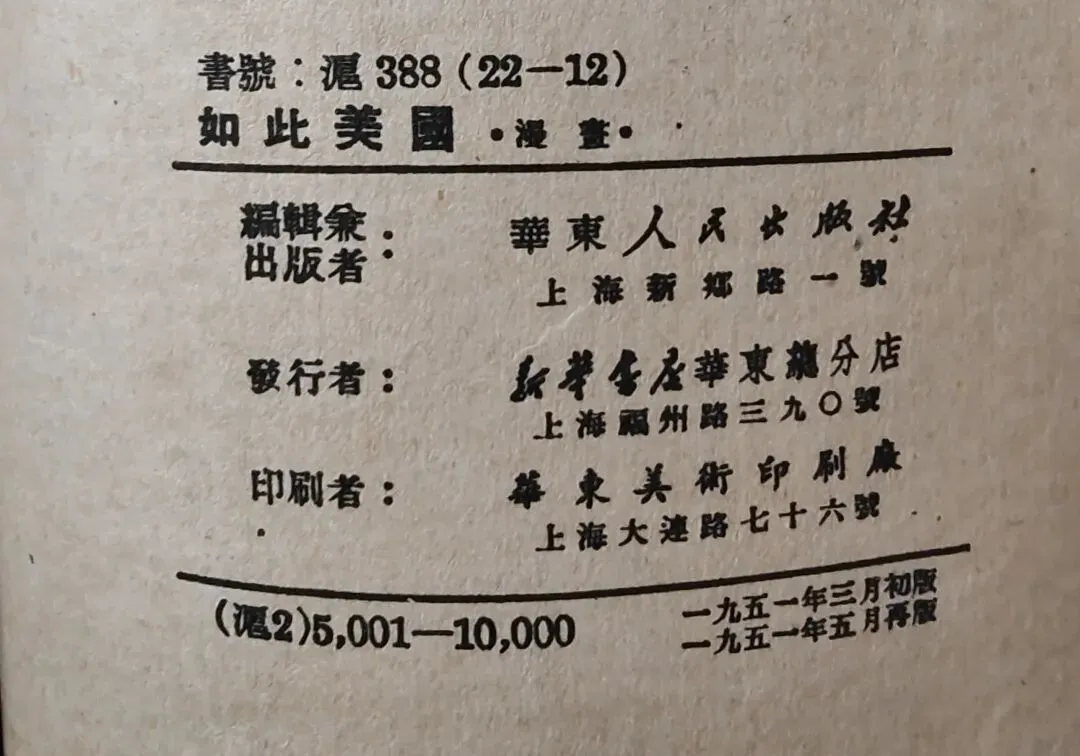 書號：滬388（22—12）
如此美國 •漫畫•
編輯兼
出版者：
華東人民出版社
上海新鄉路一號
發行者：
新華書店華東總分店
上海福州路三九〇號
印刷者：
華東美術印刷廠
上海大連路七十六號
（滬2）5,001—10,000
一九五一年三月初版
一九五一年五月再版